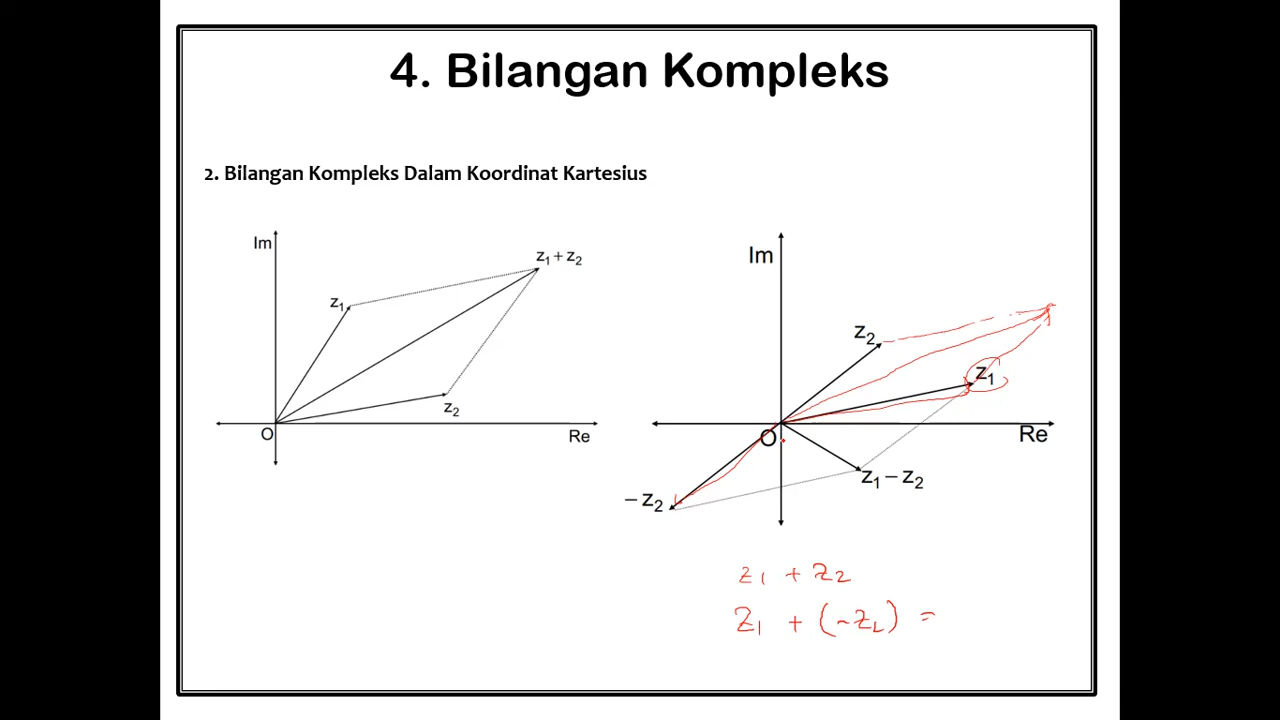 4. Bilangan Kompleks
2. Bilangan Kompleks Dalam Koordinat Kartesius
Im
z₁ + z₂
z₁
z₂
O
Re
Im
z₂
z₁
O
Re
z₁ − z₂
− z₂
z₁ + z₂
z₁ + (-z₂) =